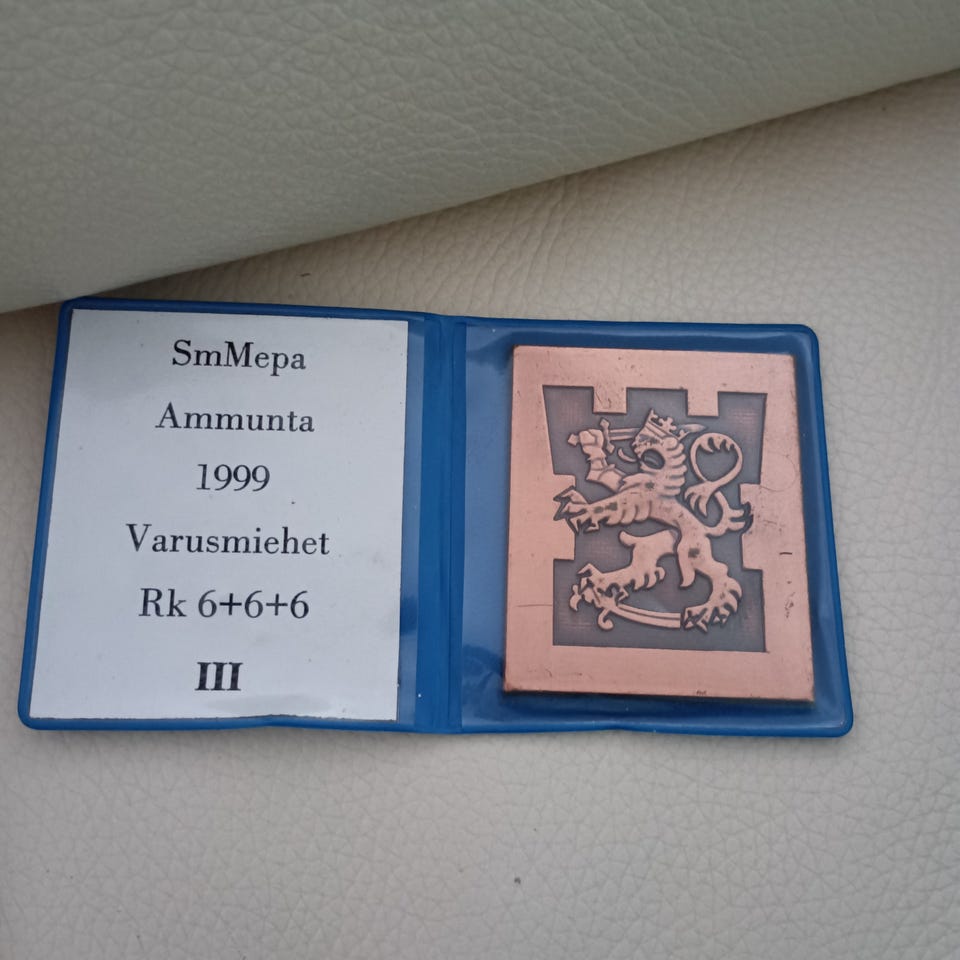 SmMepa
Ammunta
1999
Varusmiehet
Rk 6+6+6
III